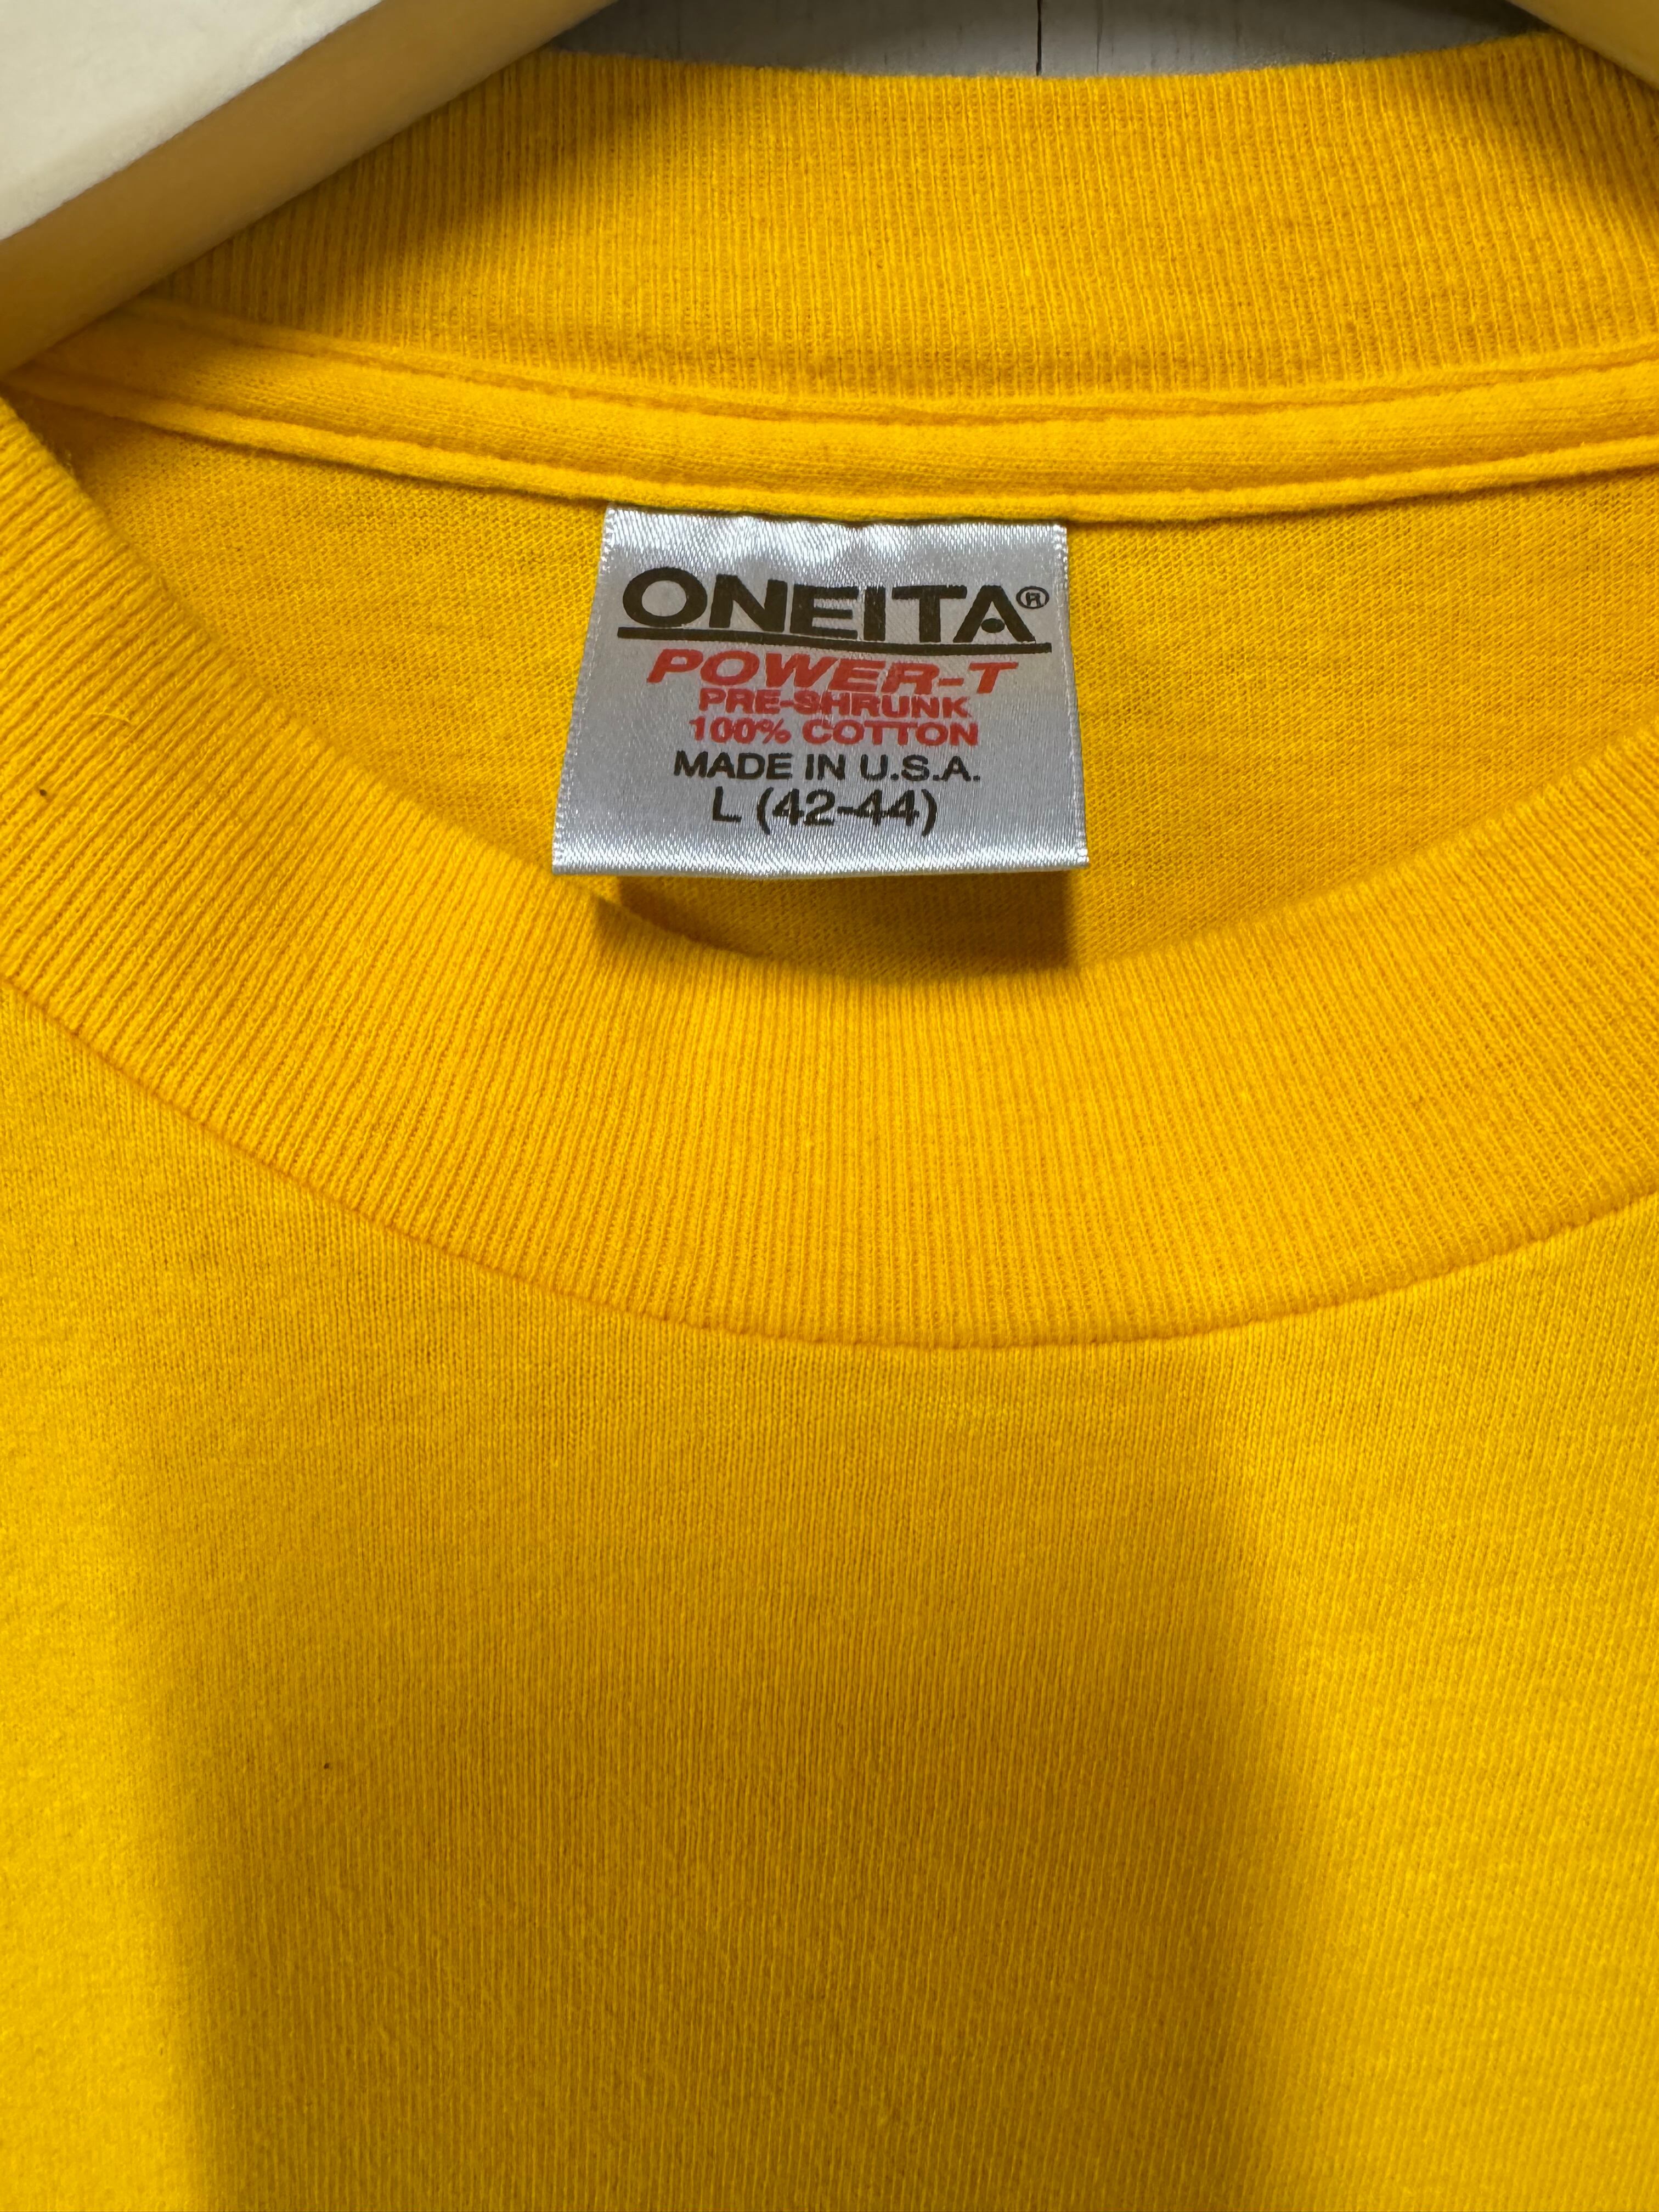 ONEITA®
POWER-T
PRE-SHRUNK
100% COTTON
MADE IN U.S.A.
L (42-44)